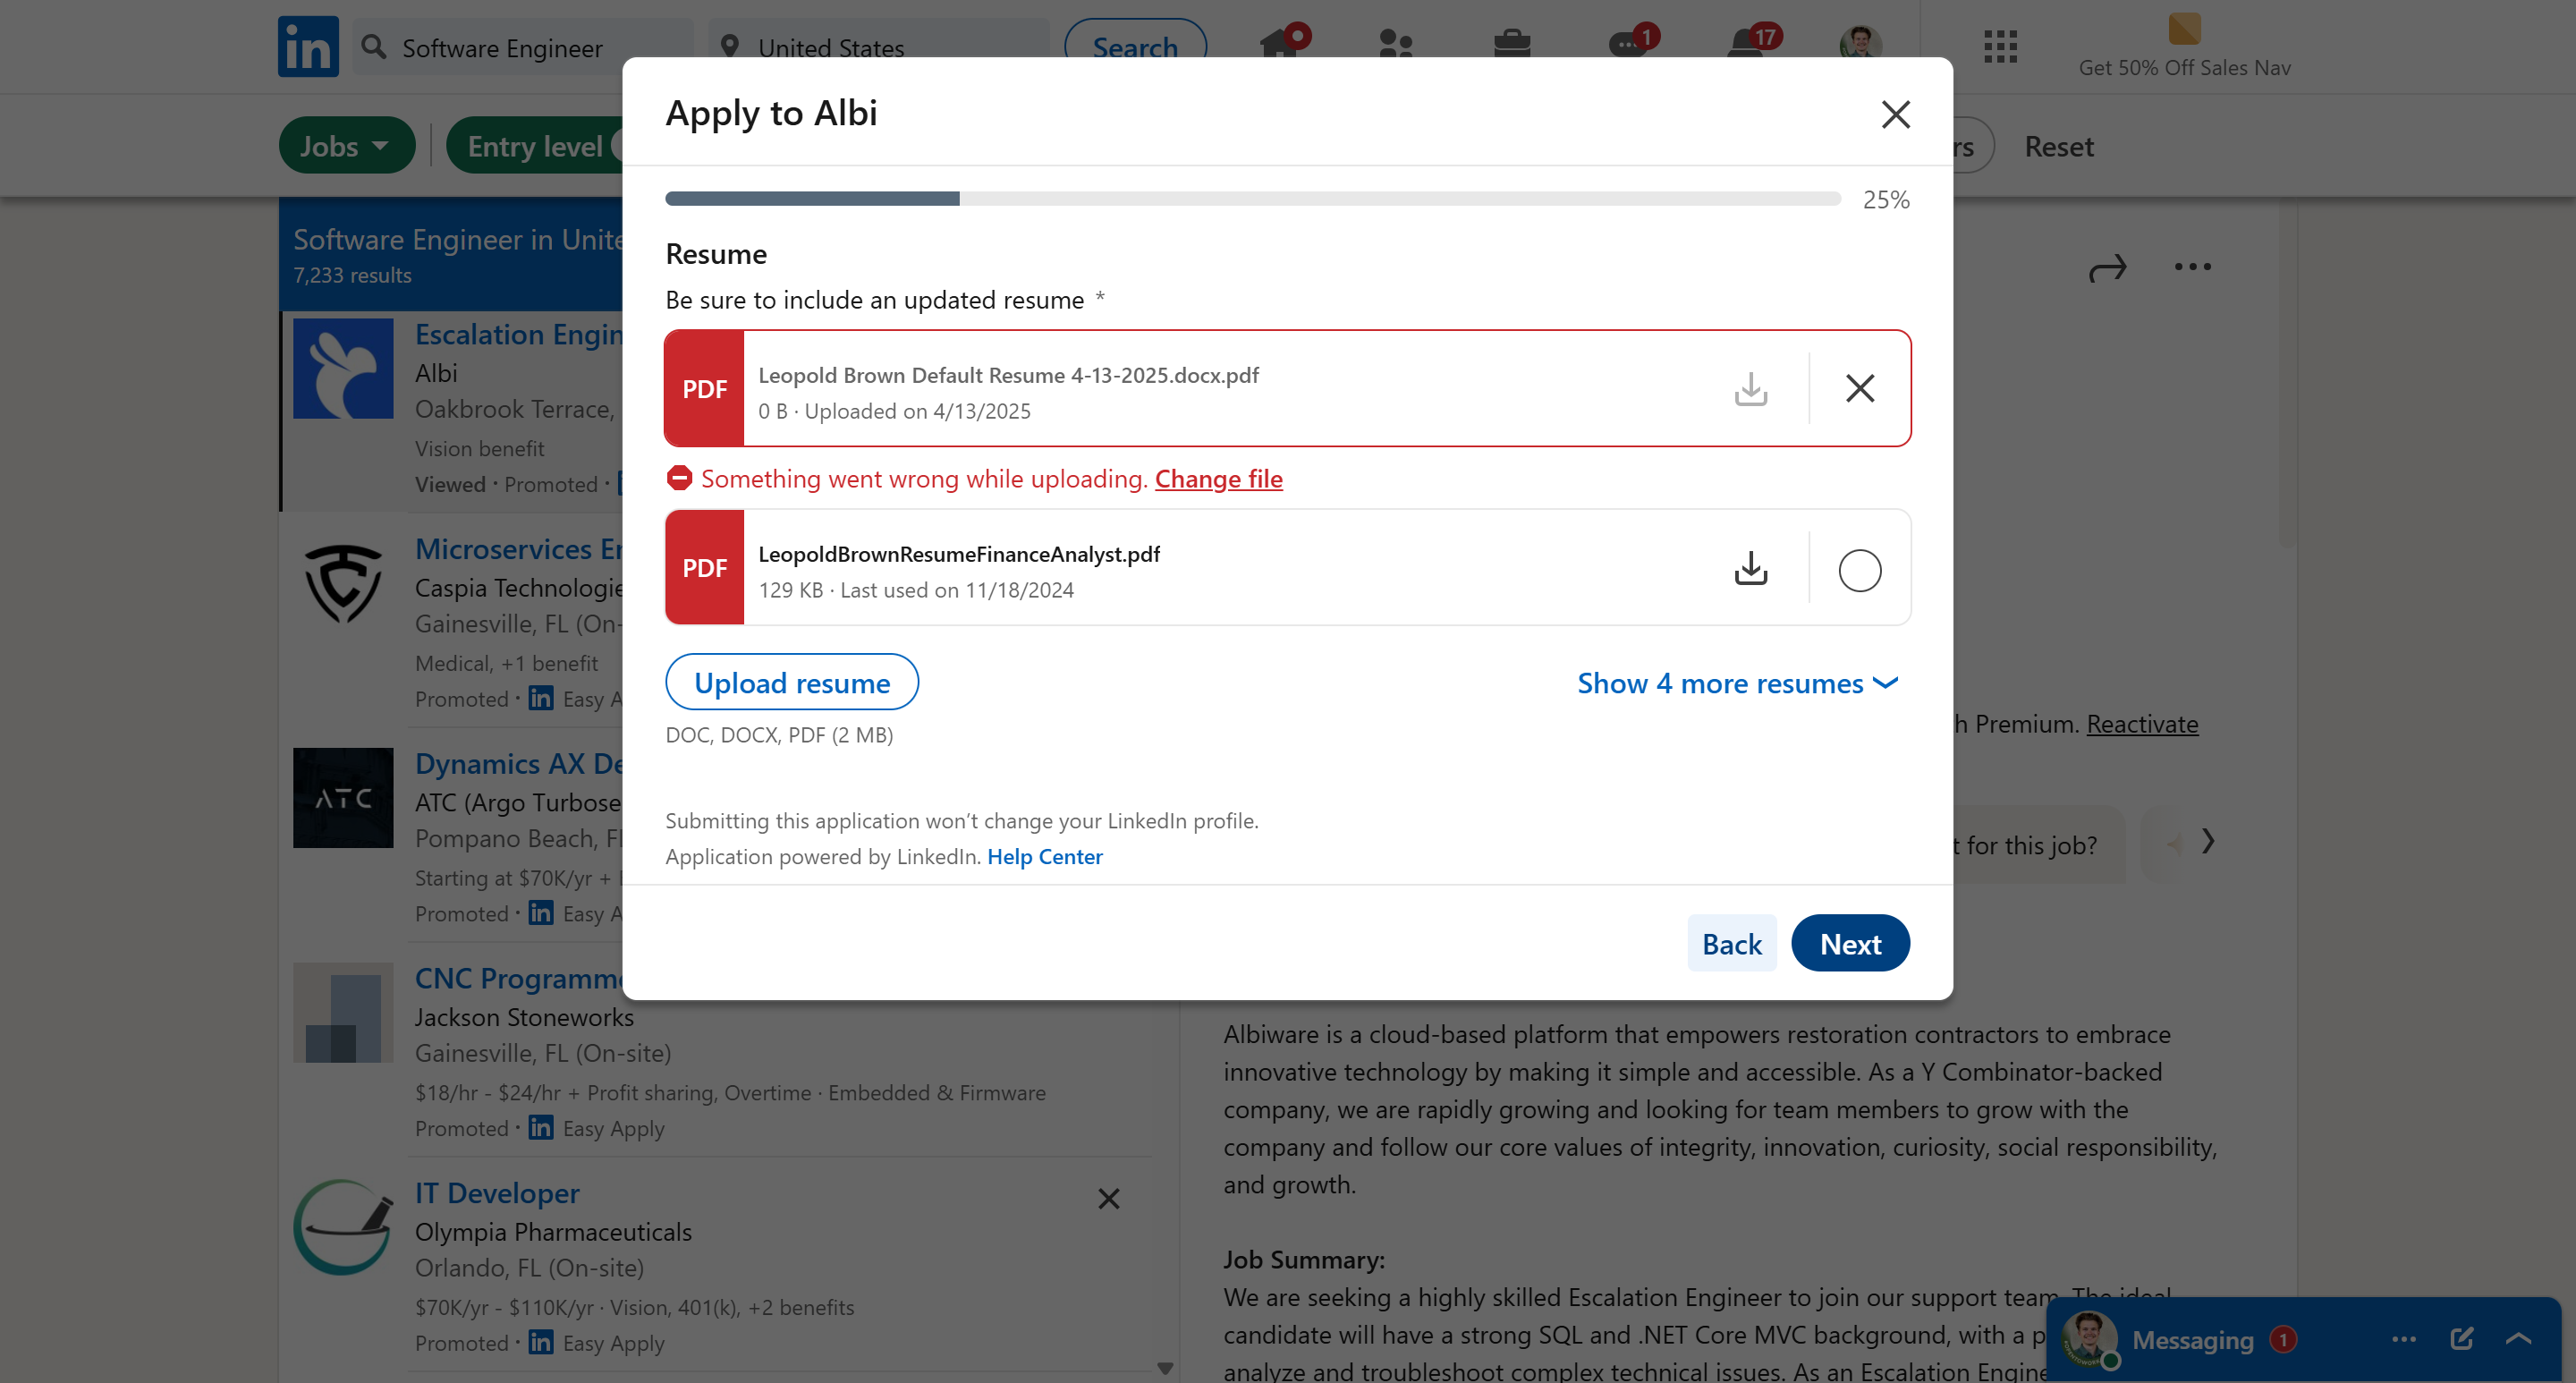 in
Software Engineer
United States
Search
1
17
Get 50% Off Sales Nav
Jobs
Entry level
rs
Reset
Software Engineer in Unite
7,233 results
Escalation Engin
Albi
Oakbrook Terrace,
Vision benefit
Viewed · Promoted ·
Microservices Er
Caspia Technologie
Gainesville, FL (On-
Medical, +1 benefit
Promoted · in Easy A
ATC
Dynamics AX De
ATC (Argo Turbose
Pompano Beach, Fl
Starting at $70K/yr +
Promoted · in Easy A
CNC Programme
Jackson Stoneworks
Gainesville, FL (On-site)
$18/hr - $24/hr + Profit sharing, Overtime · Embedded & Firmware
Promoted · in Easy Apply
IT Developer
Olympia Pharmaceuticals
Orlando, FL (On-site)
$70K/yr - $110K/yr · Vision, 401(k), +2 benefits
Promoted · in Easy Apply
Apply to Albi
25%
Resume
Be sure to include an updated resume *
PDF
Leopold Brown Default Resume 4-13-2025.docx.pdf
0 B · Uploaded on 4/13/2025
Something went wrong while uploading. Change file
PDF
LeopoldBrownResumeFinanceAnalyst.pdf
129 KB · Last used on 11/18/2024
Upload resume
Show 4 more resumes
DOC, DOCX, PDF (2 MB)
Submitting this application won’t change your LinkedIn profile.
Application powered by LinkedIn. Help Center
Back
Next
h Premium. Reactivate
t for this job?
Albiware is a cloud-based platform that empowers restoration contractors to embrace
innovative technology by making it simple and accessible. As a Y Combinator-backed
company, we are rapidly growing and looking for team members to grow with the
company and follow our core values of integrity, innovation, curiosity, social responsibility,
and growth.
Job Summary:
We are seeking a highly skilled Escalation Engineer to join our support team. The ideal
candidate will have a strong SQL and .NET Core MVC background, with a p
analyze and troubleshoot complex technical issues. As an Escalation Engine
Messaging
1